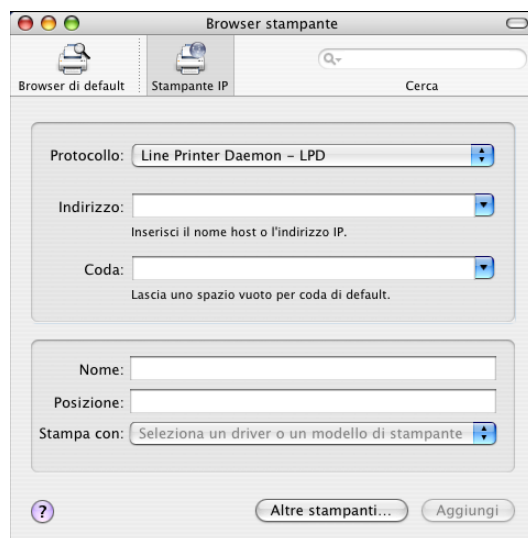 Browser stampante
Browser di default
Stampante IP
Cerca
Protocollo: Line Printer Daemon – LPD
Indirizzo:
Inserisci il nome host o l'indirizzo IP.
Coda:
Lascia uno spazio vuoto per coda di default.
Nome:
Posizione:
Stampa con: Seleziona un driver o un modello di stampante
? Altre stampanti... Aggiungi